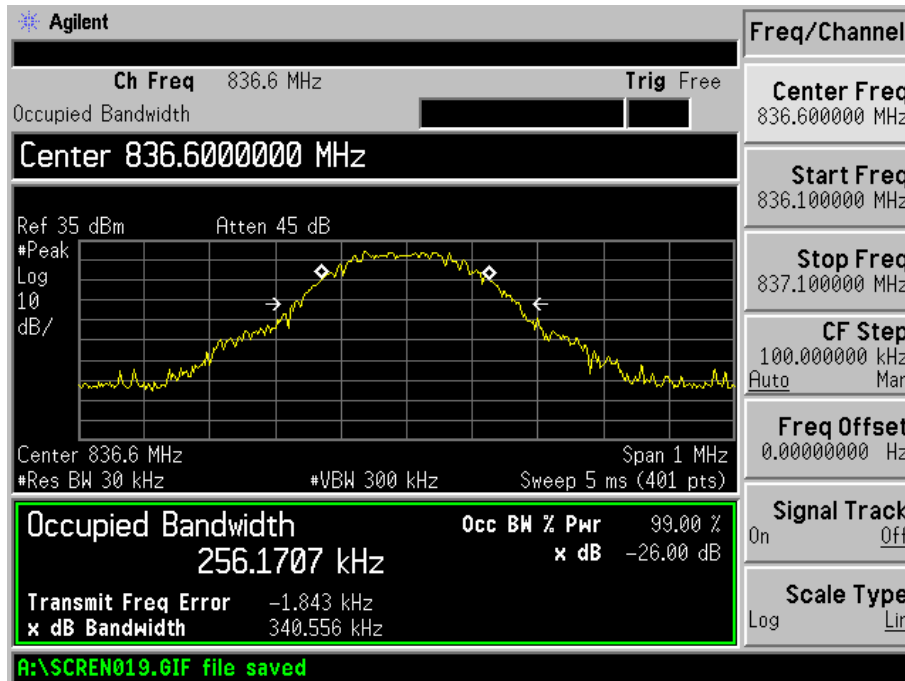 Agilent
Freq/Channel
Ch Freq 836.6 MHz Trig Free
Occupied Bandwidth
Center 836.6000000 MHz
Ref 35 dBm Atten 45 dB
#Peak
Log
10
dB/
Center 836.6 MHz Span 1 MHz
#Res BW 30 kHz #VBW 300 kHz Sweep 5 ms (401 pts)
Occupied Bandwidth
256.1707 kHz
Occ BW % Pwr 99.00 %
x dB -26.00 dB
Transmit Freq Error -1.843 kHz
x dB Bandwidth 340.556 kHz
A:\SCREN019.GIF file saved
Center Freq
836.600000 MHz
Start Freq
836.100000 MHz
Stop Freq
837.100000 MHz
CF Step
100.000000 kHz
Auto Man
Freq Offset
0.00000000 Hz
Signal Track
On Off
Scale Type
Log Lin